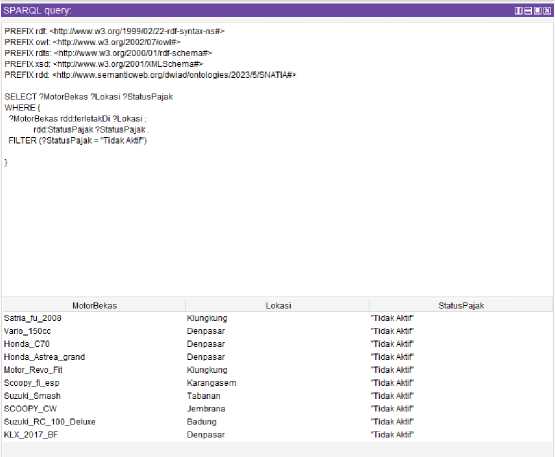 SPARQL query:
PREFIX rdf: <http://www.w3.org/1999/02/22-rdf-syntax-ns#>
PREFIX owl: <http://www.w3.org/2002/07/owl#>
PREFIX rdfs: <http://www.w3.org/2000/01/rdf-schema#>
PREFIX xsd: <http://www.w3.org/2001/XMLSchema#>
PREFIX rdd: <http://www.semanticweb.org/dwiad/ontologies/2023/5/SNATIA#>
SELECT ?MotorBekas ?Lokasi ?StatusPajak
WHERE {
?MotorBekas rdd:terletakDi ?Lokasi ;
rdd:StatusPajak ?StatusPajak .
FILTER (?StatusPajak = "Tidak Aktif")
}
MotorBekas Lokasi StatusPajak
Satria_fu_2008 Klungkung "Tidak Aktif"
Vario_150cc Denpasar "Tidak Aktif"
Honda_C70 Denpasar "Tidak Aktif"
Honda_Astrea_grand Denpasar "Tidak Aktif"
Motor_Revo_Fit Klungkung "Tidak Aktif"
Scoopy_fi_esp Karangasem "Tidak Aktif"
Suzuki_Smash Tabanan "Tidak Aktif"
SCOOPY_CW Jembrana "Tidak Aktif"
Suzuki_RC_100_Deluxe Badung "Tidak Aktif"
KLX_2017_BF Denpasar "Tidak Aktif"